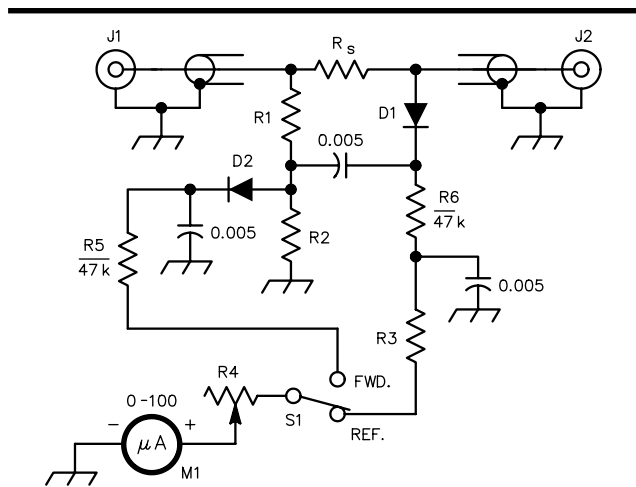 J1
R s
J2
R1
D1
0.005
D2
R6
47k
0.005
R2
R5
47k
0.005
R3
R4
FWD.
0-100
S1
REF.
− +
μA
M1